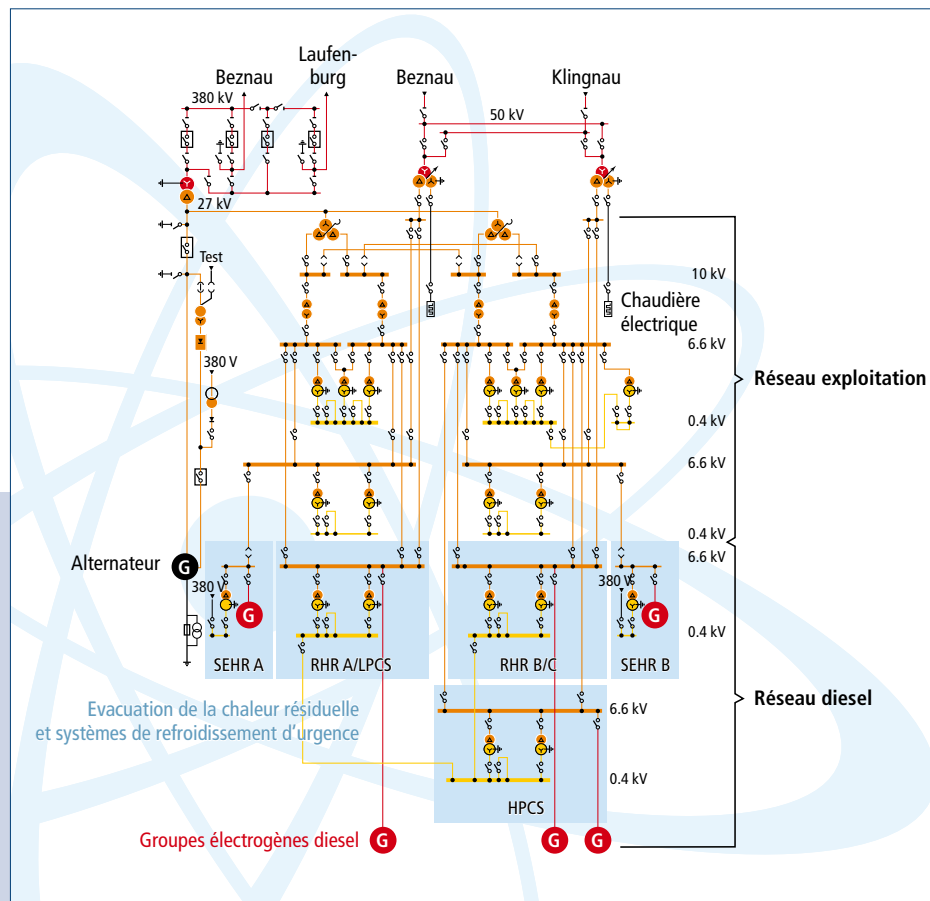 Beznau
Laufen-
burg
Beznau
Klingnau
380 kV
50 kV
27 kV
Test
10 kV
Chaudière
électrique
6.6 kV
380 V
Réseau exploitation
0.4 kV
6.6 kV
0.4 kV
6.6 kV
Alternateur
G
380 V
380 V
G
G
0.4 kV
SEHR A
RHR A/LPCS
RHR B/C
SEHR B
Evacuation de la chaleur résiduelle
et systèmes de refroidissement d'urgence
6.6 kV
Réseau diesel
0.4 kV
HPCS
Groupes électrogènes diesel
G
G
G